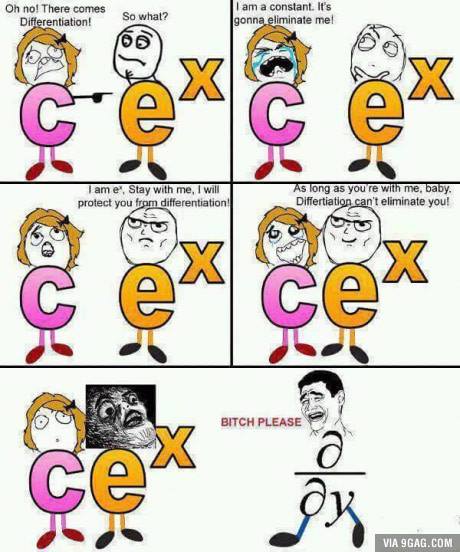 Oh no! There comes
Differentiation!
So what?
c
e
x
I am a constant. It's
gonna eliminate me!
c
e
x
I am eˣ, Stay with me, I will
protect you from differentiation!
c
e
x
As long as you're with me, baby.
Differtiation can't eliminate you!
c
e
x
c
e
x
BITCH PLEASE
∂
∂y
VIA 9GAG.COM